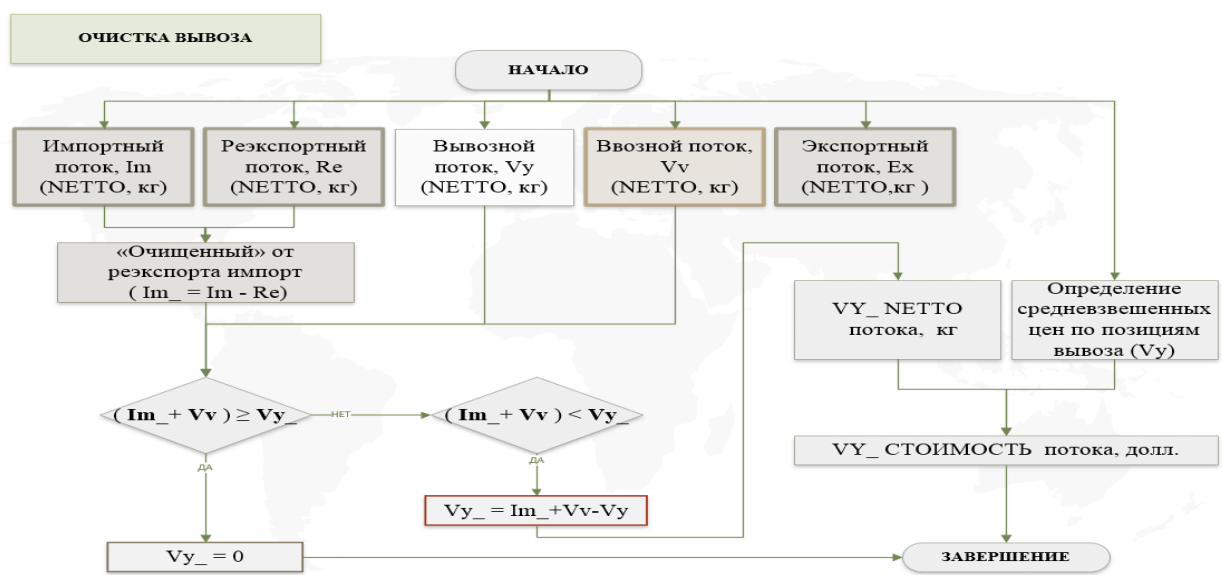 ОЧИСТКА ВЫВОЗА
НАЧАЛО
Импортный
поток, Im
(NETTO, кг)
Реэкспортный
поток, Re
(NETTO, кг)
Вывозной
поток, Vy
(NETTO, кг)
Ввозной поток,
Vv
(NETTO, кг)
Экспортный
поток, Ex
(NETTO,кг )
«Очищенный» от
реэкспорта импорт
( Im_ = Im - Re)
VY_ NETTO
потока, кг
Определение
средневзвешенных
цен по позициям
вывоза (Vy)
( Im_+ Vv ) ≥ Vy_
НЕТ
( Im_+ Vv ) < Vy_
VY_ СТОИМОСТЬ потока, долл.
ДА
ДА
Vy_ = Im_+Vv-Vy
Vy_ = 0
ЗАВЕРШЕНИЕ